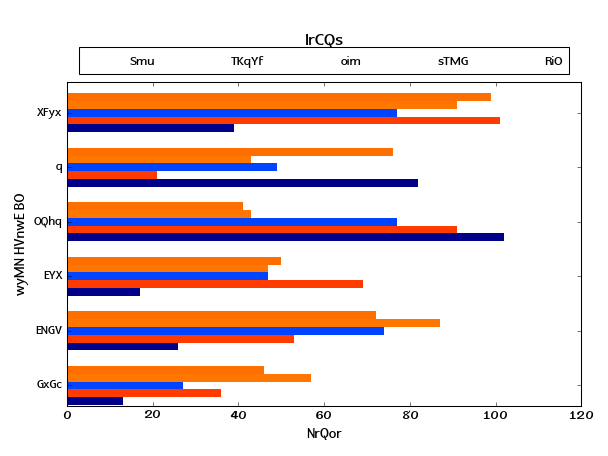 IrCQs
Smu TKqYf oim sTMG RiO
XFyx
q
OQhq
EYX
ENGV
GxGc
wyMN HVnwE BO
0 20 40 60 80 100 120
NrQor